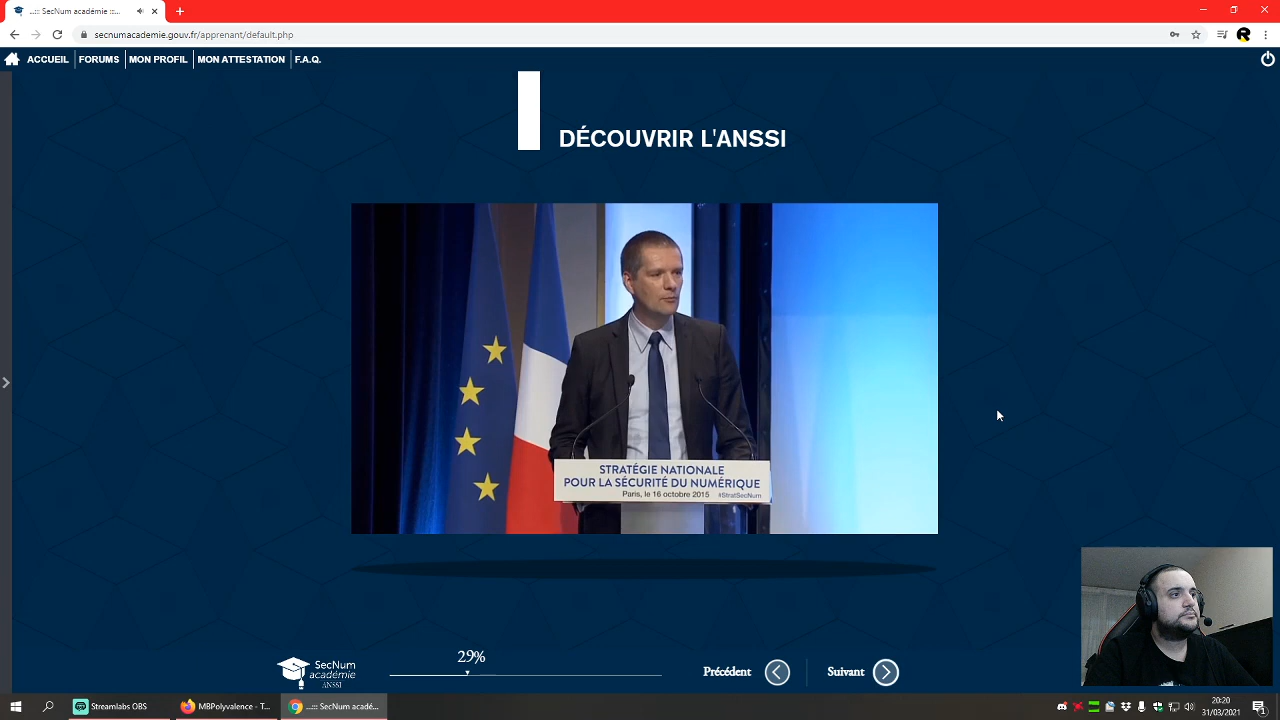 ..:: SecNum académie ::...
secnumacademie.gouv.fr/apprenant/default.php
ACCUEIL FORUMS MON PROFIL MON ATTESTATION F.A.Q.
DÉCOUVRIR L'ANSSI
STRATÉGIE NATIONALE
POUR LA SÉCURITÉ DU NUMÉRIQUE
Paris, le 16 octobre 2015 #StratSecNum
29%
SecNum
académie
ANSSI
Précédent
Suivant
Streamlabs OBS
MBPolyvalence - T...
..:: SecNum acadé...
20:20
31/03/2021